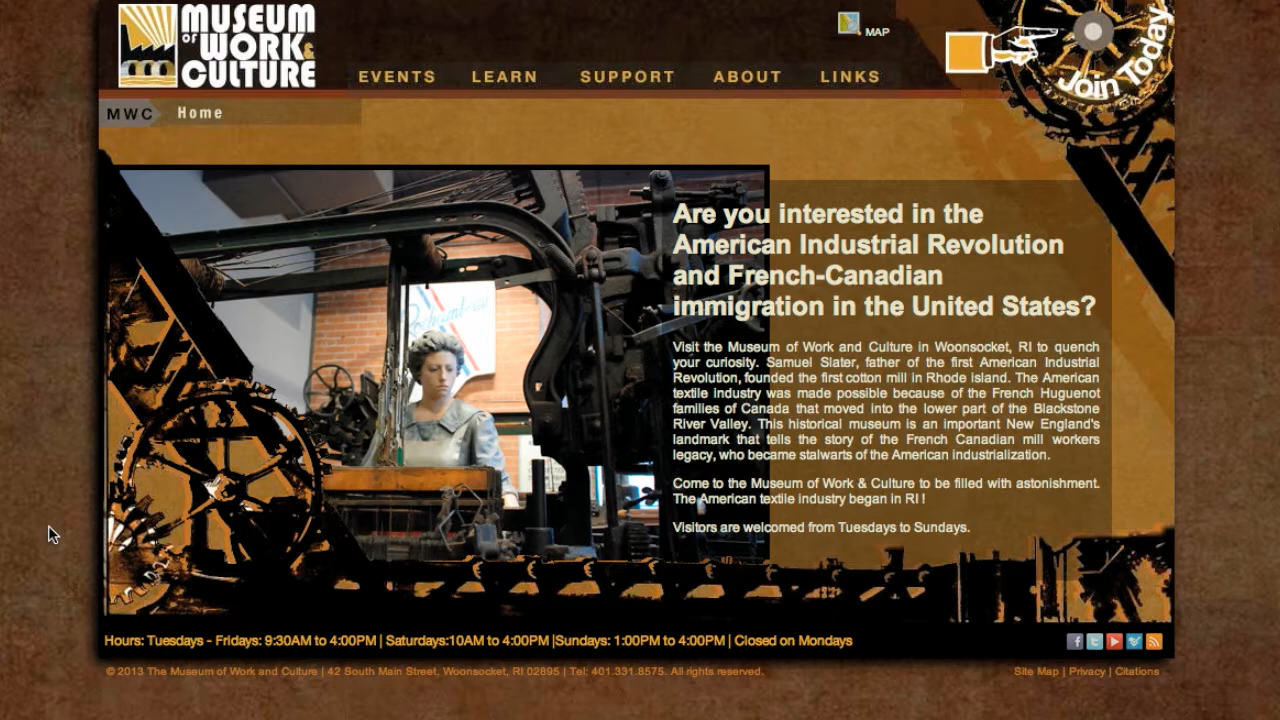 MUSEUM
of WORK &
CULTURE
MAP
EVENTS LEARN SUPPORT ABOUT LINKS
Join Today
MWC Home
Are you interested in the
American Industrial Revolution
and French-Canadian
immigration in the United States?
Visit the Museum of Work and Culture in Woonsocket, RI to quench
your curiosity. Samuel Slater, father of the first American Industrial
Revolution, founded the first cotton mill in Rhode island. The American
textile industry was made possible because of the French Huguenot
families of Canada that moved into the lower part of the Blackstone
River Valley. This historical museum is an important New England's
landmark that tells the story of the French Canadian mill workers
legacy, who became stalwarts of the American industrialization.
Come to the Museum of Work & Culture to be filled with astonishment.
The American textile industry began in RI !
Visitors are welcomed from Tuesdays to Sundays.
Hours: Tuesdays - Fridays: 9:30AM to 4:00PM | Saturdays:10AM to 4:00PM |Sundays: 1:00PM to 4:00PM | Closed on Mondays
© 2013 The Museum of Work and Culture | 42 South Main Street, Woonsocket, RI 02895 | Tel: 401.331.8575. All rights reserved.
Site Map | Privacy | Citations